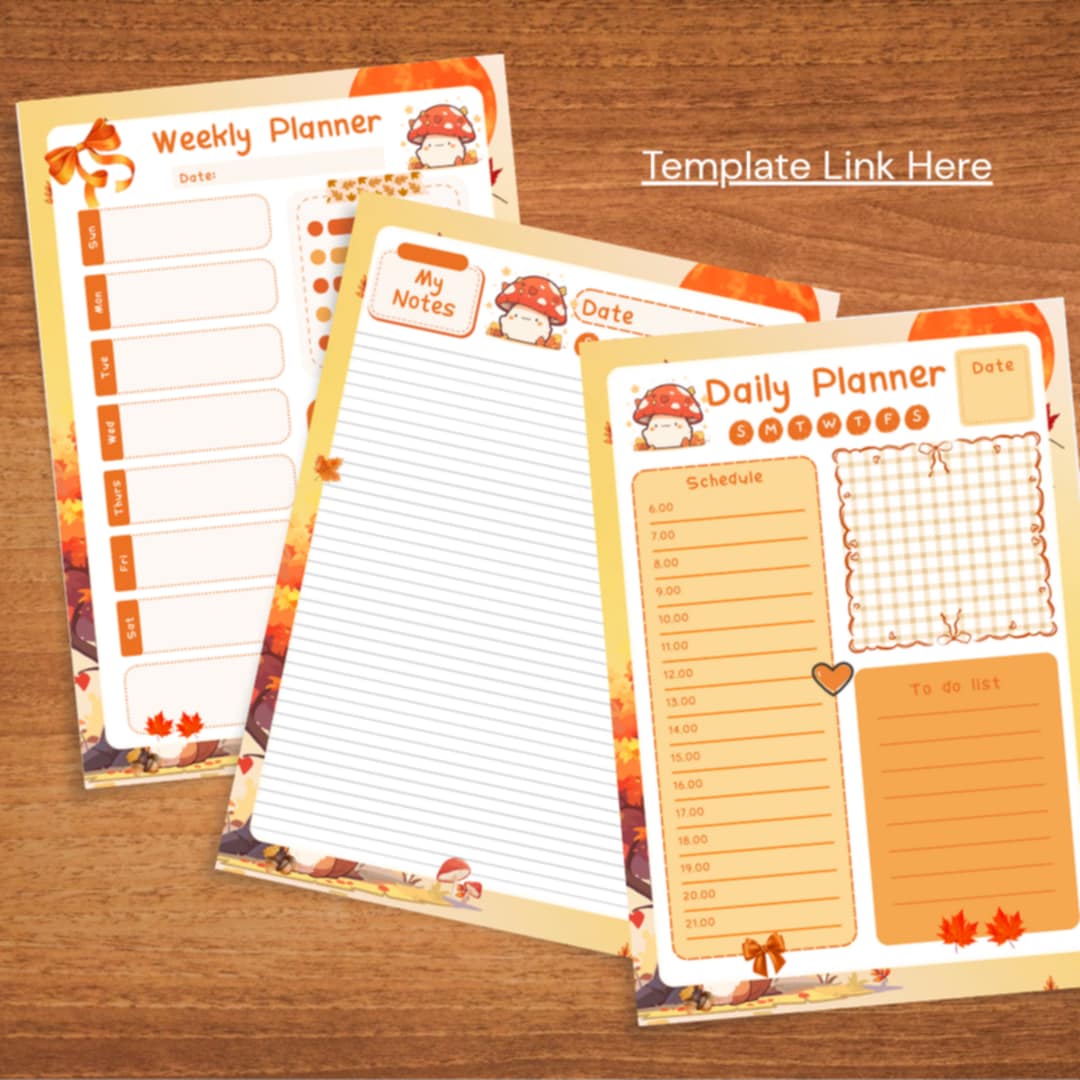 Weekly Planner
Date:
Sun
Mon
Tue
Wed
Thurs
Fri
Sat
Template Link Here
My
Notes
Date
Daily Planner
S M T W T F S
Date
Schedule
6.00
7.00
8.00
9.00
10.00
11.00
12.00
13.00
14.00
15.00
16.00
17.00
18.00
19.00
20.00
21.00
To do list